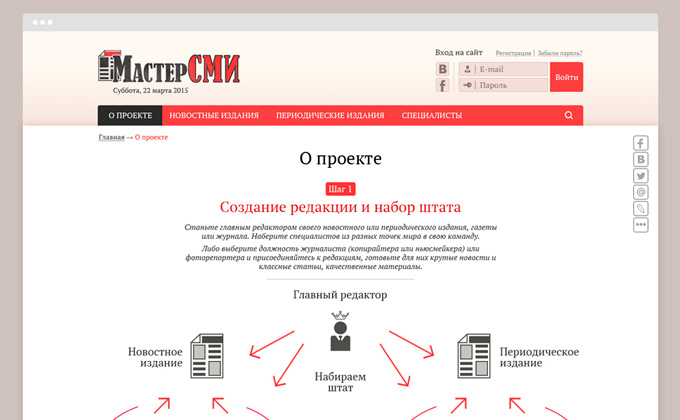 МастерСМИ
Суббота, 22 марта 2015
Вход на сайт
Регистрация | Забыли пароль?
В
E-mail
f
Пароль
Войти
О ПРОЕКТЕ НОВОСТНЫЕ ИЗДАНИЯ ПЕРИОДИЧЕСКИЕ ИЗДАНИЯ СПЕЦИАЛИСТЫ
Главная → О проекте
О проекте
Шаг 1
Создание редакции и набор штата
Станьте главным редактором своего новостного или периодического издания, газеты
или журнала. Наберите специалистов из разных точек мира в свою команду.
Либо выберите должность журналиста (копирайтера или ньюсмейкера) или
фоторепортера и присоединяйтесь к редакциям, готовьте для них крутые новости и
классные статьи, качественные материалы.
Главный редактор
Новостное
издание
Набираем
штат
Периодическое
издание
f
В
@